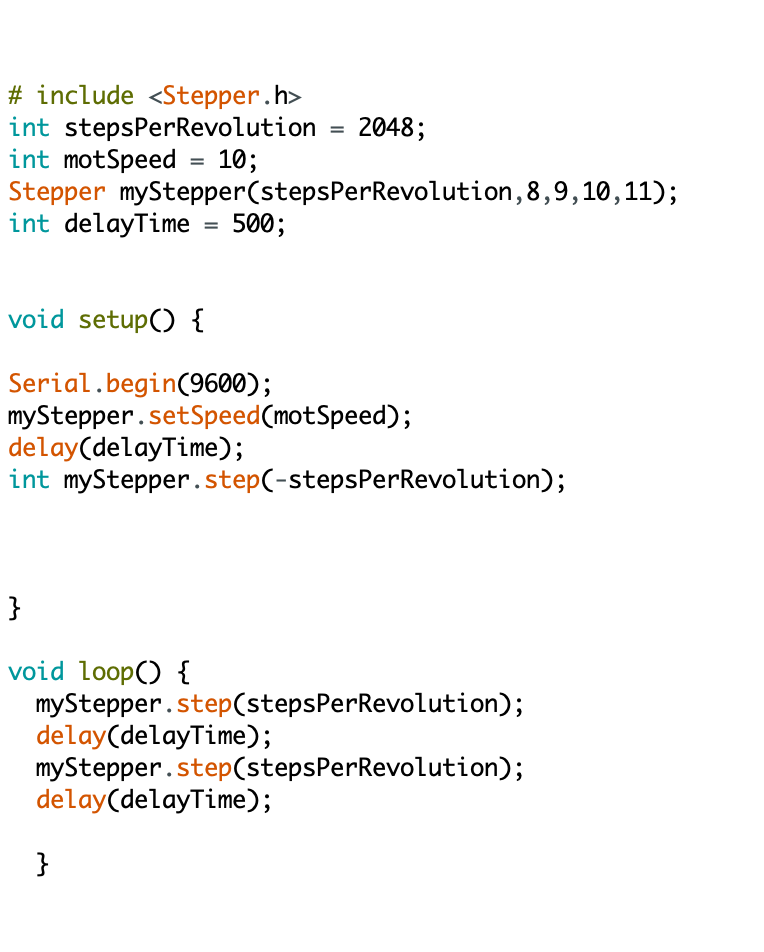 # include <Stepper.h>
int stepsPerRevolution = 2048;
int motSpeed = 10;
Stepper myStepper(stepsPerRevolution,8,9,10,11);
int delayTime = 500;
void setup() {
Serial.begin(9600);
myStepper.setSpeed(motSpeed);
delay(delayTime);
int myStepper.step(-stepsPerRevolution);
}
void loop() {
myStepper.step(stepsPerRevolution);
delay(delayTime);
myStepper.step(stepsPerRevolution);
delay(delayTime);
}